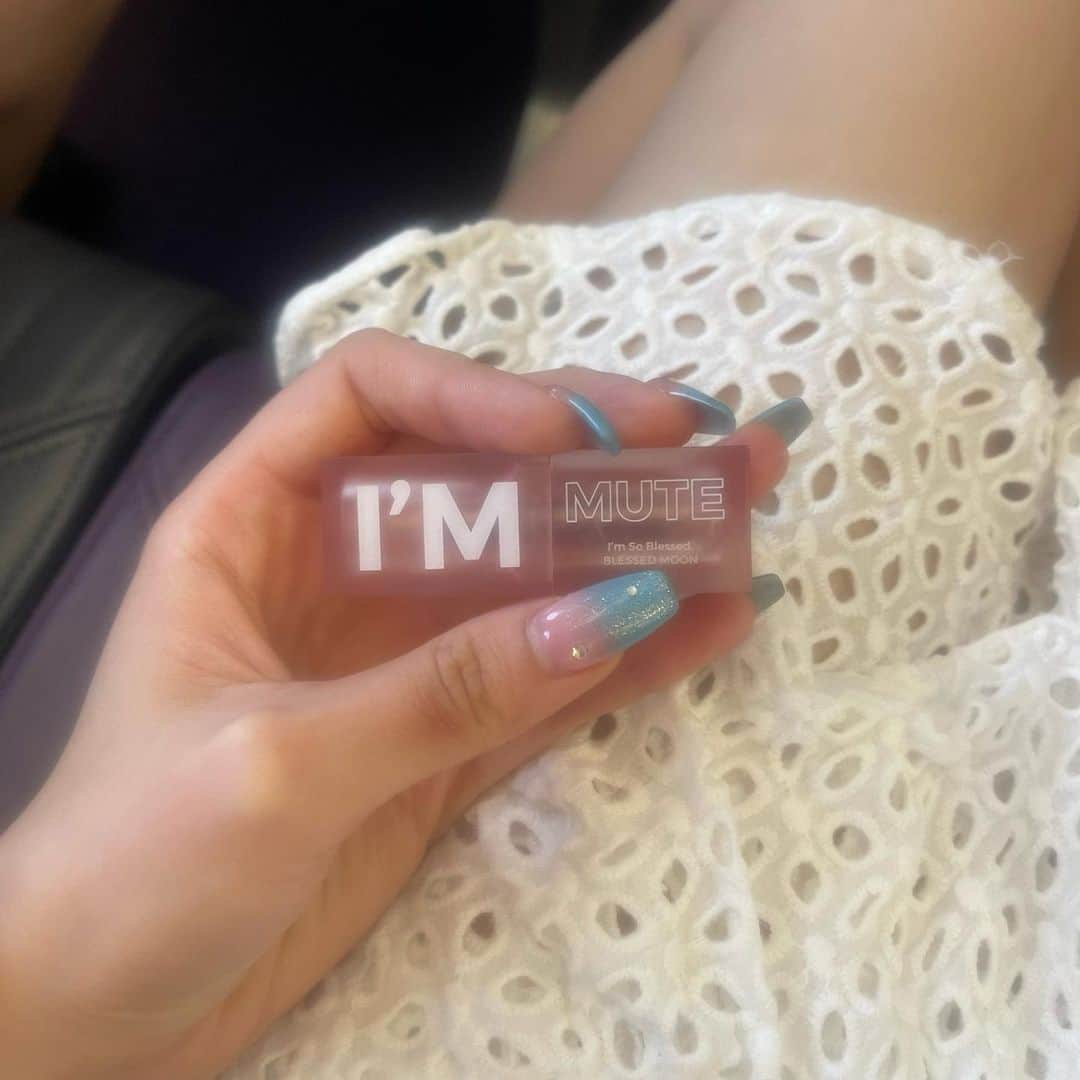 I'M
MUTE
I'm So Blessed,
BLESSED MOON